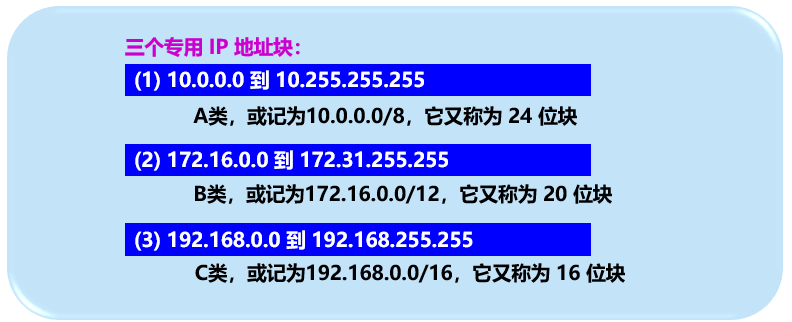 三个专用 IP 地址块：
(1) 10.0.0.0 到 10.255.255.255
A类，或记为10.0.0.0/8，它又称为 24 位块
(2) 172.16.0.0 到 172.31.255.255
B类，或记为172.16.0.0/12，它又称为 20 位块
(3) 192.168.0.0 到 192.168.255.255
C类，或记为192.168.0.0/16，它又称为 16 位块